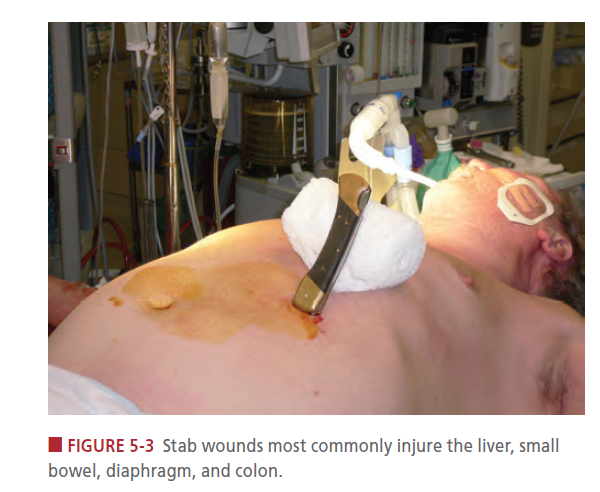 FIGURE 5-3 Stab wounds most commonly injure the liver, small
bowel, diaphragm, and colon.